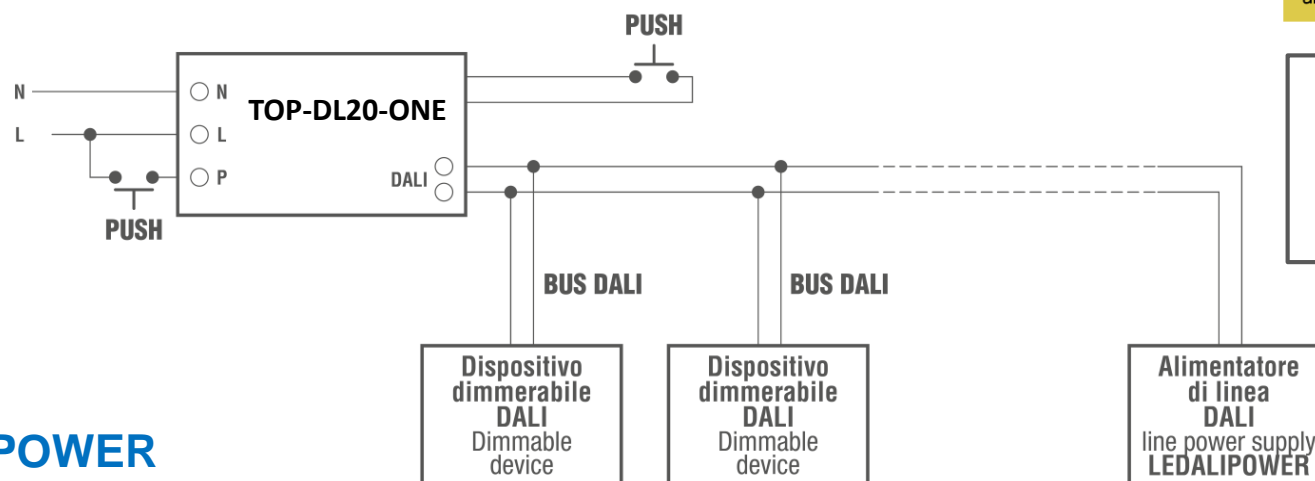 PUSH
N
N
TOP-DL20-ONE
L
L
P
DALI
PUSH
BUS DALI
BUS DALI
Dispositivo
dimmerabile
DALI
Dimmable
device
Dispositivo
dimmerabile
DALI
Dimmable
device
Alimentatore
di linea
DALI
line power supply
LEDALIPOWER
POWER